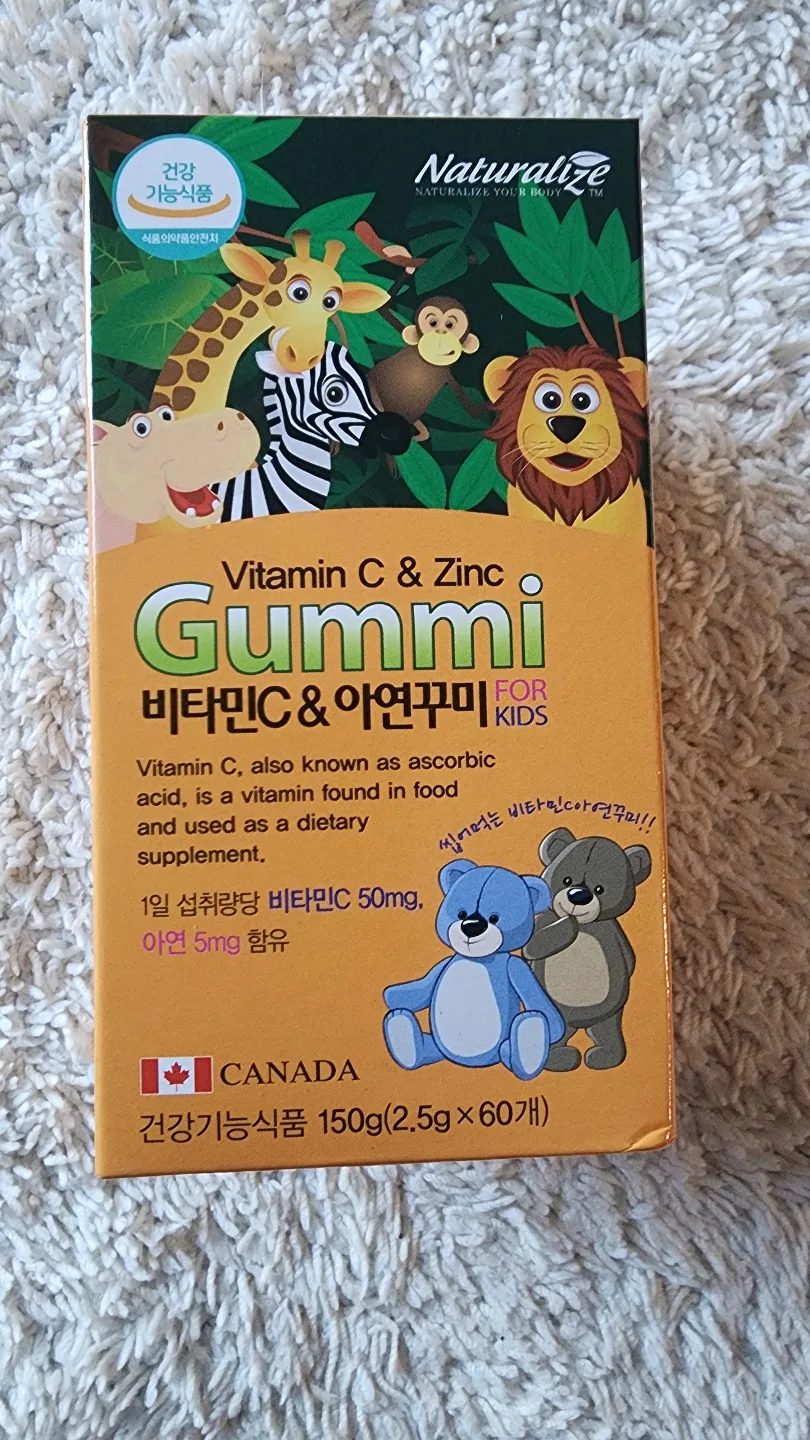 건강
기능식품
식품의약품안전처
Naturalize
NATURALIZE YOUR BODY TM
Vitamin C & Zinc
Gummi
비타민C & 아연꾸미 FOR KIDS
Vitamin C, also known as ascorbic
acid, is a vitamin found in food
and used as a dietary
supplement.
씹어먹는 비타민C아연꾸미!!
1일 섭취량당 비타민C 50mg,
아연 5mg 함유
CANADA
건강기능식품 150g(2.5g×60개)